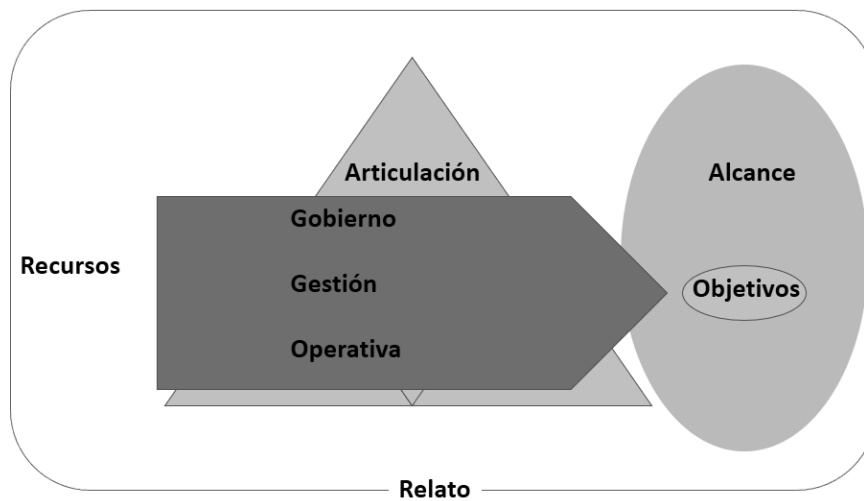 Articulación
Alcance
Gobierno
Recursos
Gestión
Objetivos
Operativa
Relato